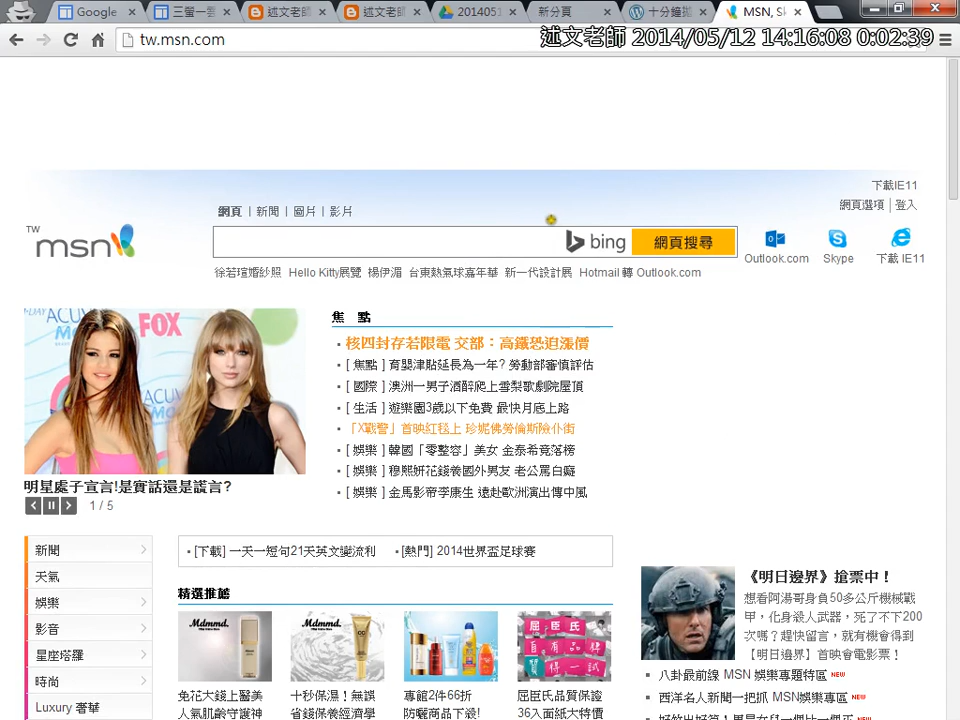 Google
三留一雲
述文老師
述文老師
201405
新分頁
十分鐘
MSN, S
tw.msn.com
述文老師 2014/05/12 14:16:08 0:02:39
下載IE11
網頁選項 | 登入
網頁 | 新聞 | 圖片 | 影片
TW
msn
bing
網頁搜尋
Outlook.com
Skype
下載 IE11
徐若瑄婚紗照 Hello Kitty展覽 楊伊湄 台東熱氣球嘉年華 新一代設計展 Hotmail 轉 Outlook.com
FOX
明星處子宣言!是實話還是謊言?
1 / 5
焦 點
核四封存若限電 交部：高鐵恐迫漲價
[ 焦點 ] 育嬰津貼延長為一年? 勞動部審慎評估
[ 國際 ] 澳洲一男子酒醉爬上雪梨歌劇院屋頂
[ 生活 ] 遊樂園3歲以下免費 最快月底上路
「X戰警」首映紅毯上 珍妮佛勞倫斯險仆街
[ 娛樂 ] 韓國「零整容」美女 金泰希竟落榜
[ 娛樂 ] 穆熙妍花錢養國外男友 老公罵白癡
[ 娛樂 ] 金馬影帝李康生 遠赴歐洲演出傳中風
新聞
天氣
娛樂
影音
星座塔羅
時尚
Luxury 奢華
[下載] 一天一短句21天英文變流利
[熱門] 2014世界盃足球賽
精選推薦
Mdmmd.
Mdmmd.
屈臣氏
自有品牌
獎得一試
免花大錢上醫美
人氣肌齡守護神
十秒保濕！無誤
省荷包保養經濟學
專館2件66折
防曬商品下殺!
屈臣氏品質保證
36入面紙大特價
《明日邊界》搶票中！
想看阿湯哥身負50多公斤機械戰
甲，化身殺人武器，死了不下200
次嗎？趕快留言，就有機會得到
【明日邊界】首映會電影票！
八卦最前線 MSN 娛樂專題特區 NEW
西洋名人新聞一把抓 MSN娛樂專區 NEW